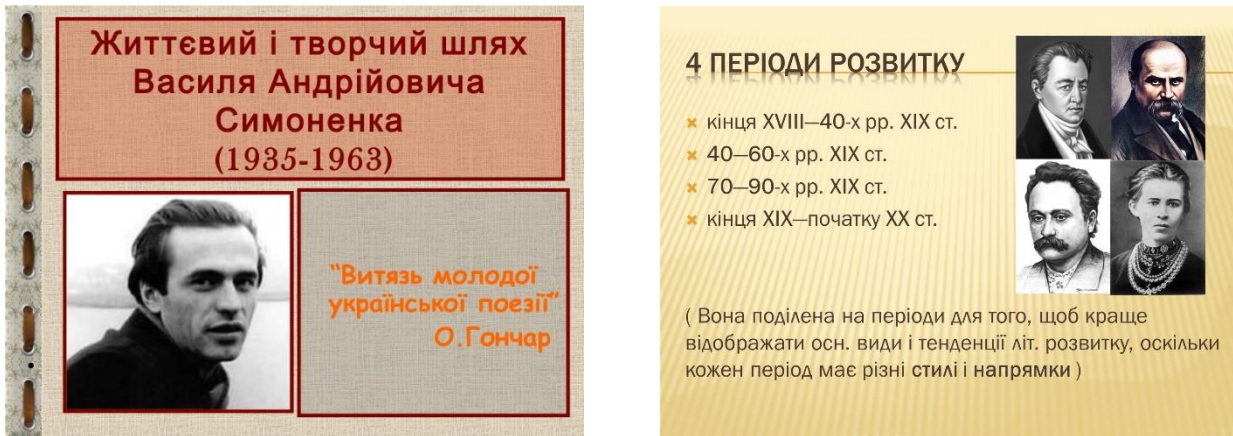 Життєвий і творчий шлях
Василя Андрійовича
Симоненка
(1935-1963)
“Витязь молодої
української поезії”
О.Гончар
4 ПЕРІОДИ РОЗВИТКУ
кінця XVIII—40-х рр. XIX ст.
40—60-х рр. XIX ст.
70—90-х рр. XIX ст.
кінця XIX—початку XX ст.
( Вона поділена на періоди для того, щоб краще
відображати осн. види і тенденції літ. розвитку, оскільки
кожен період має різні стилі і напрямки )